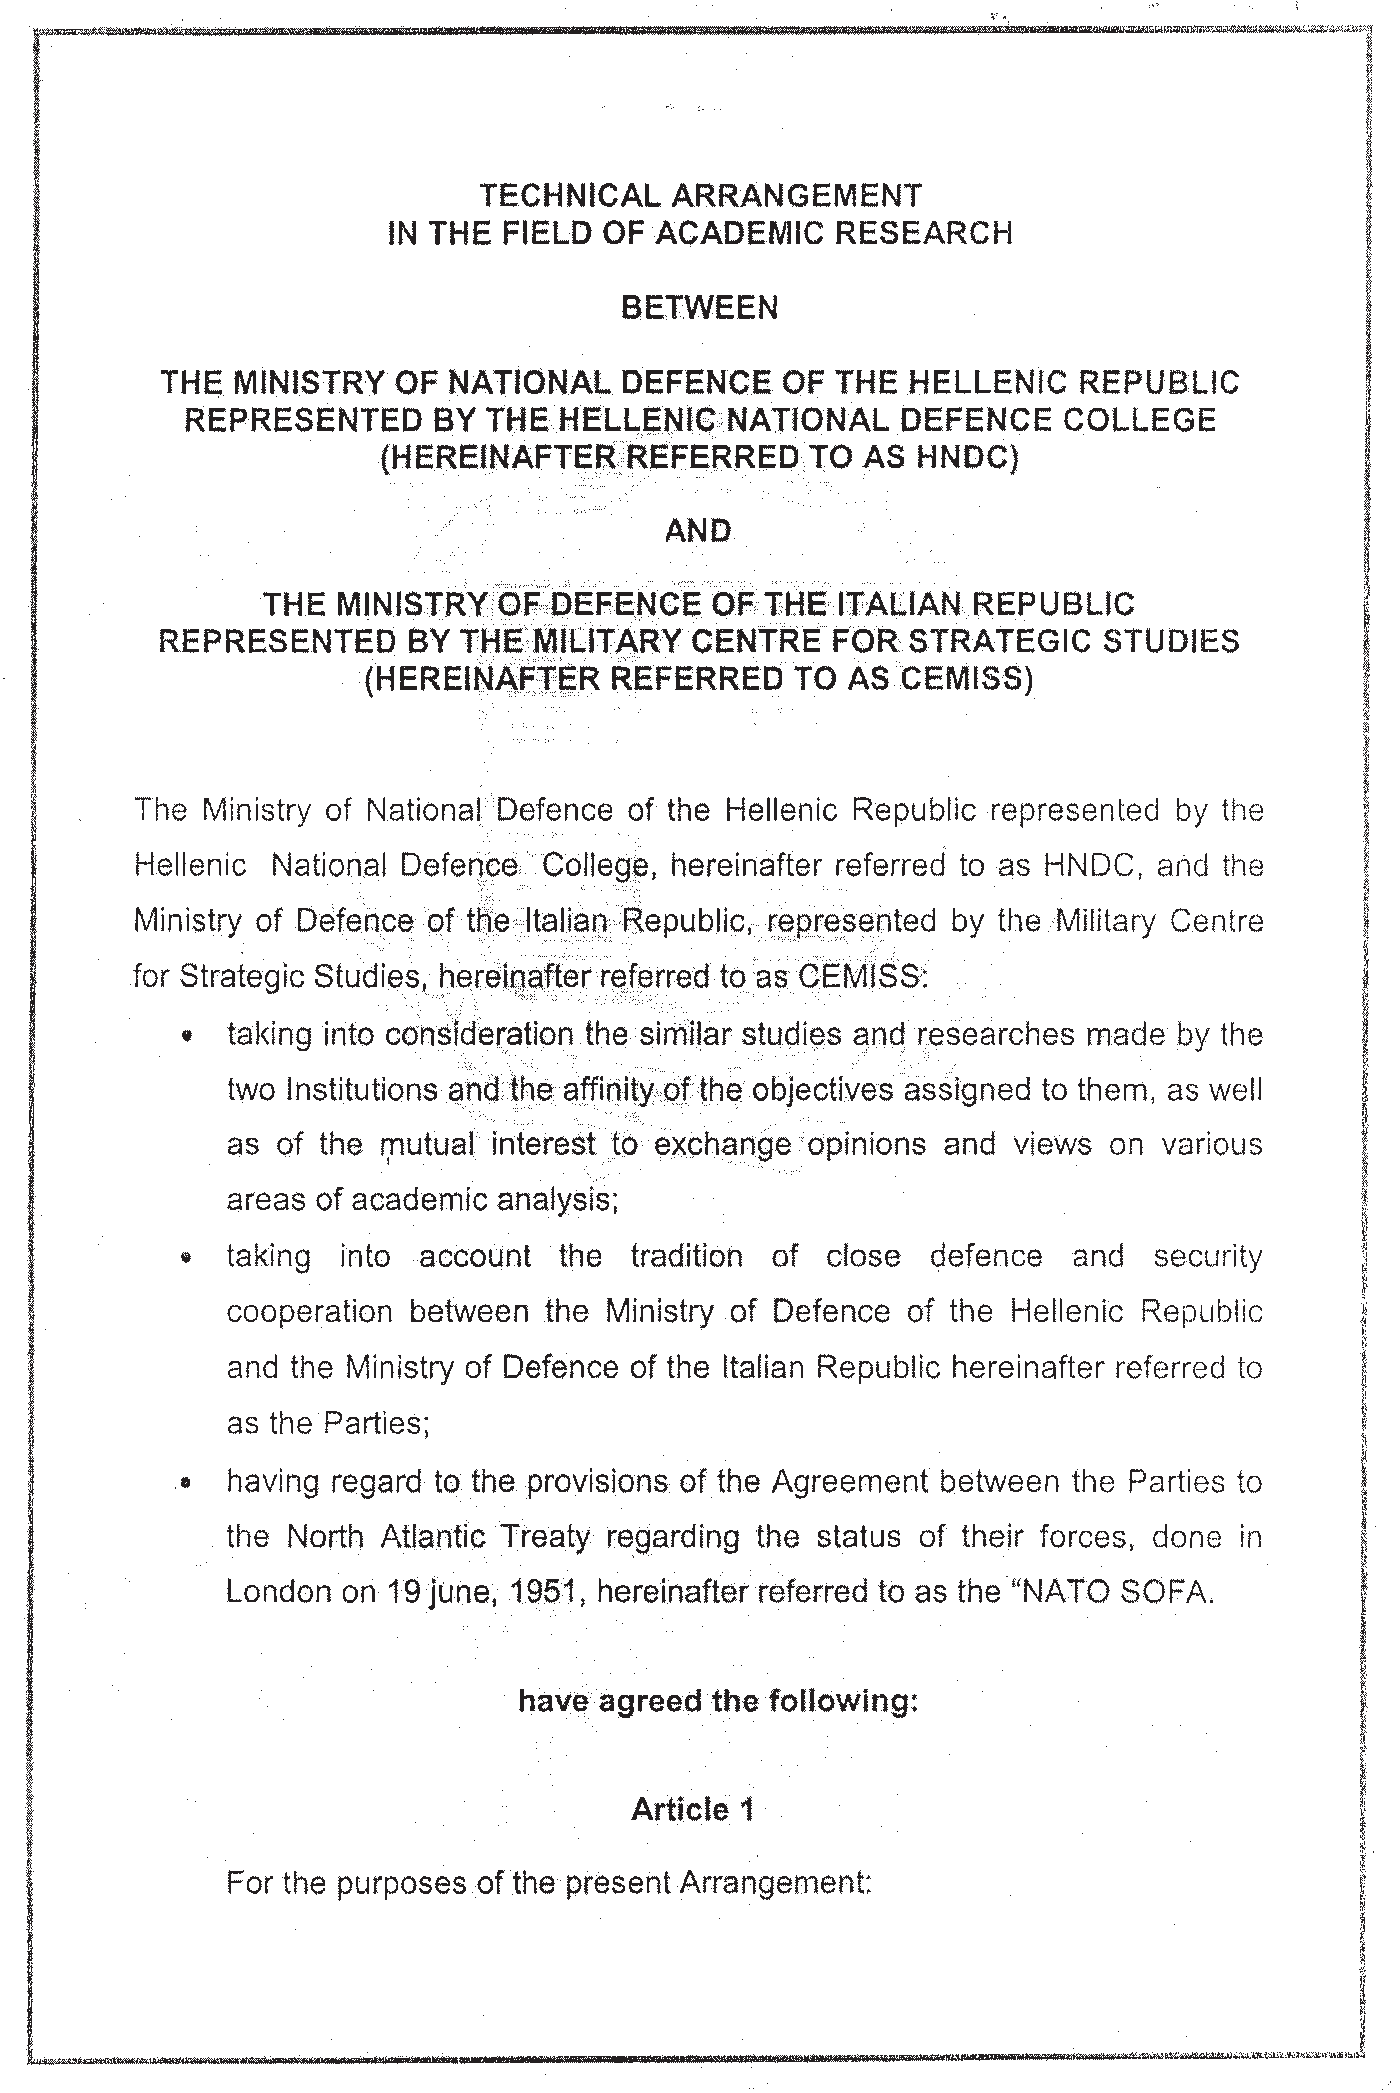 TECHNICAL ARRANGEMENT
IN THE FIELD OF ACADEMIC RESEARCH
BETWEEN
THE MINISTRY OF NATIONAL DEFENCE OF THE HELLENIC REPUBLIC
REPRESENTED BY THE HELLENIC NATIONAL DEFENCE COLLEGE
(HEREINAFTER REFERRED TO AS HNDC)
AND
THE MINISTRY OF DEFENCE OF THE ITALIAN REPUBLIC
REPRESENTED BY THE MILITARY CENTRE FOR STRATEGIC STUDIES
(HEREINAFTER REFERRED TO AS CEMISS)
The Ministry of National Defence of the Hellenic Republic represented by the
Hellenic National Defence College, hereinafter referred to as HNDC, and the
Ministry of Defence of the Italian Republic, represented by the Military Centre
for Strategic Studies, hereinafter referred to as CEMISS:
• taking into consideration the similar studies and researches made by the
two Institutions and the affinity of the objectives assigned to them, as well
as of the mutual interest to exchange opinions and views on various
areas of academic analysis;
• taking into account the tradition of close defence and security
cooperation between the Ministry of Defence of the Hellenic Republic
and the Ministry of Defence of the Italian Republic hereinafter referred to
as the Parties;
• having regard to the provisions of the Agreement between the Parties to
the North Atlantic Treaty regarding the status of their forces, done in
London on 19 june, 1951, hereinafter referred to as the “NATO SOFA.
have agreed the following:
Article 1
For the purposes of the present Arrangement: